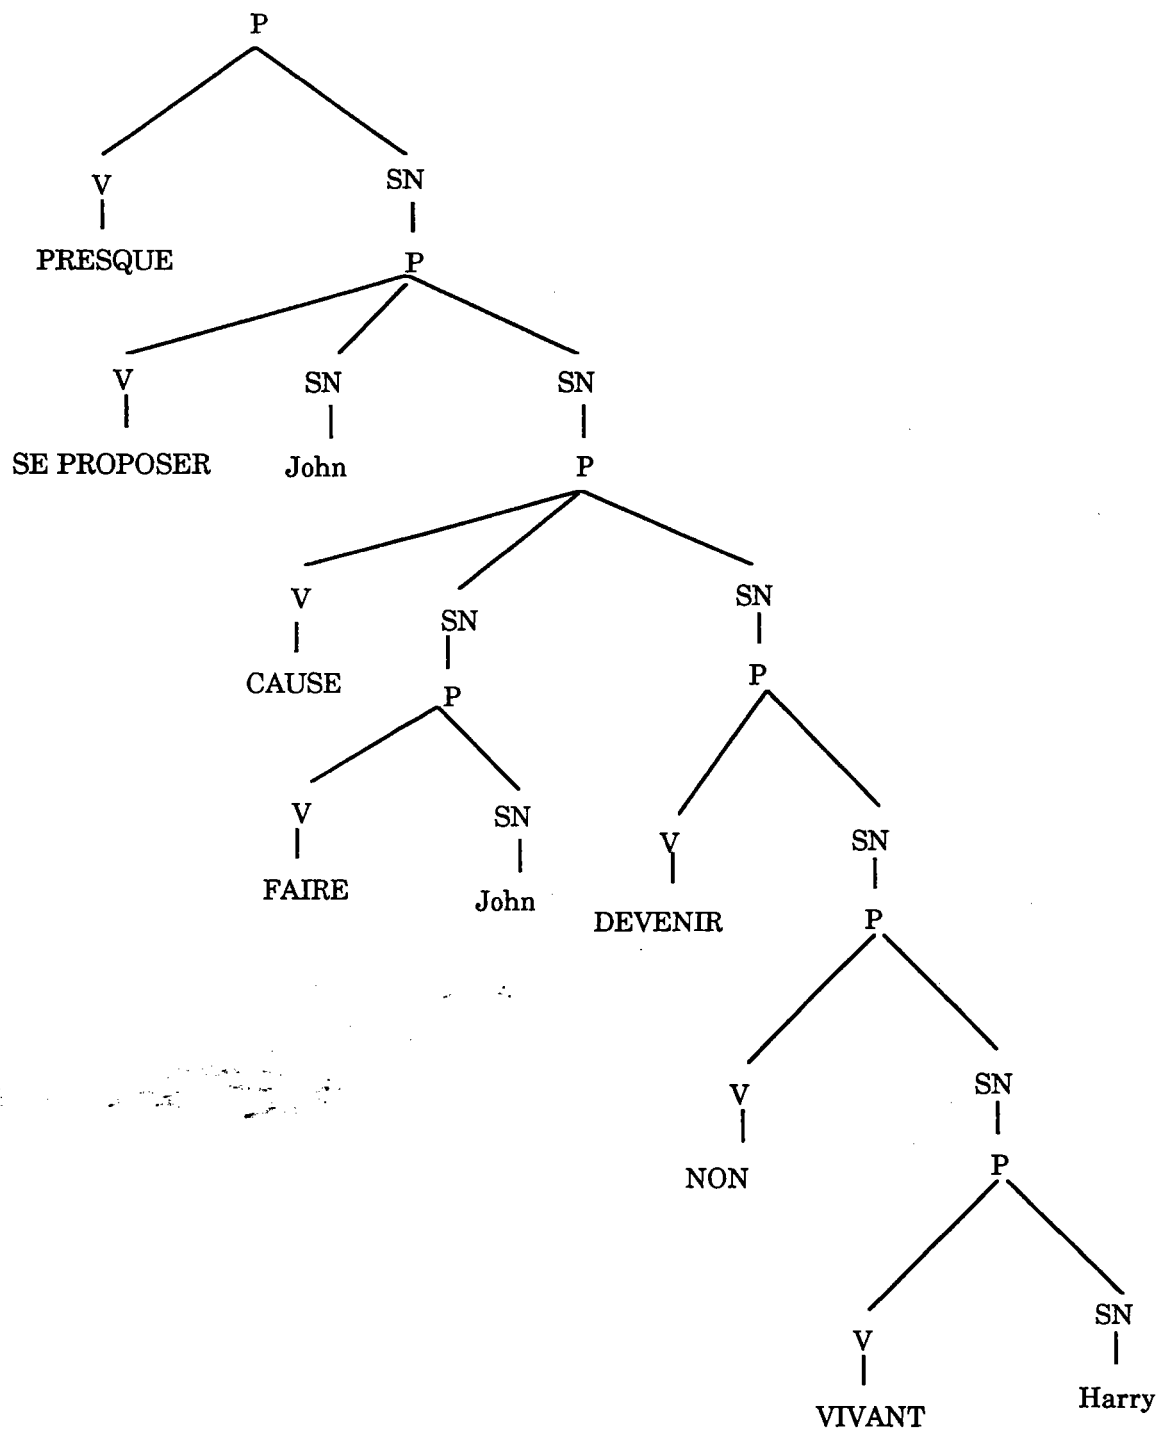 P
V SN
PRESQUE P
V SN SN
SE PROPOSER John P
V SN SN
CAUSE P P
V SN V SN
FAIRE John DEVENIR P
V SN
NON P
V SN
VIVANT Harry